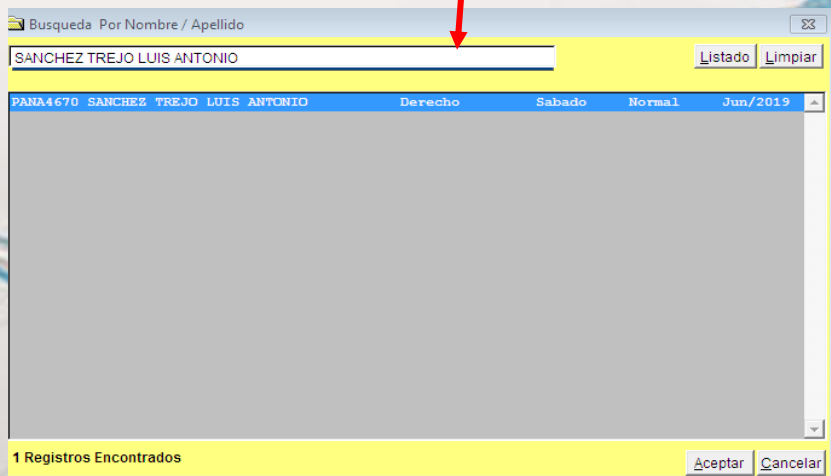 Busqueda Por Nombre / Apellido
SANCHEZ TREJO LUIS ANTONIO Listado Limpiar
PANA4670 SANCHEZ TREJO LUIS ANTONIO Derecho Sabado Normal Jun/2019
1 Registros Encontrados Aceptar Cancelar